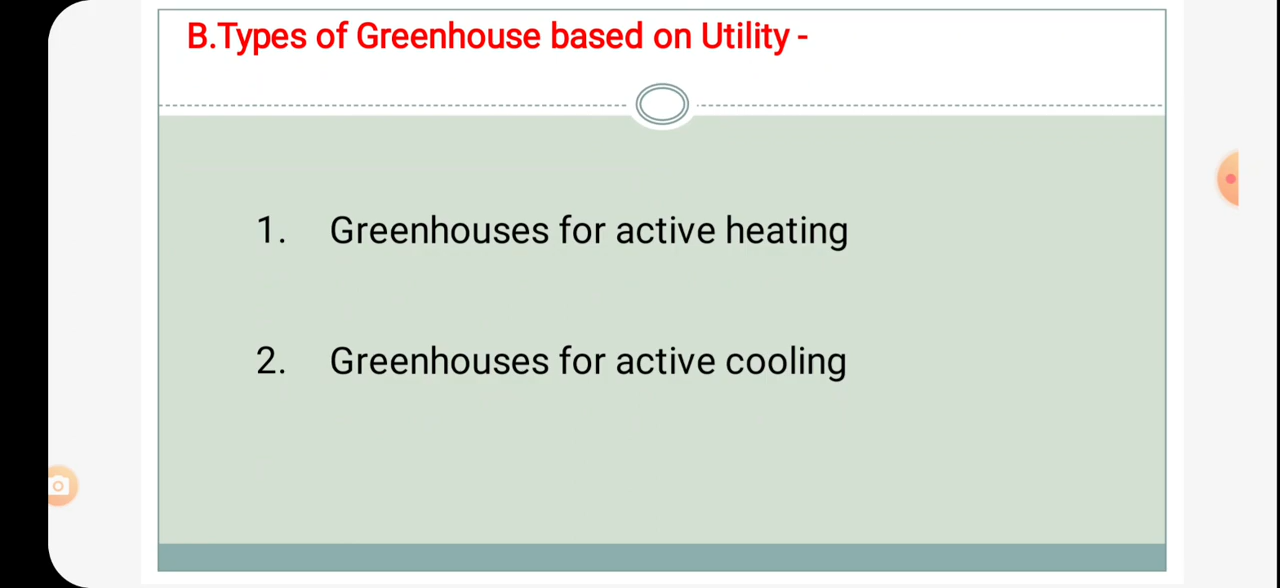 B.Types of Greenhouse based on Utility -
1. Greenhouses for active heating
2. Greenhouses for active cooling